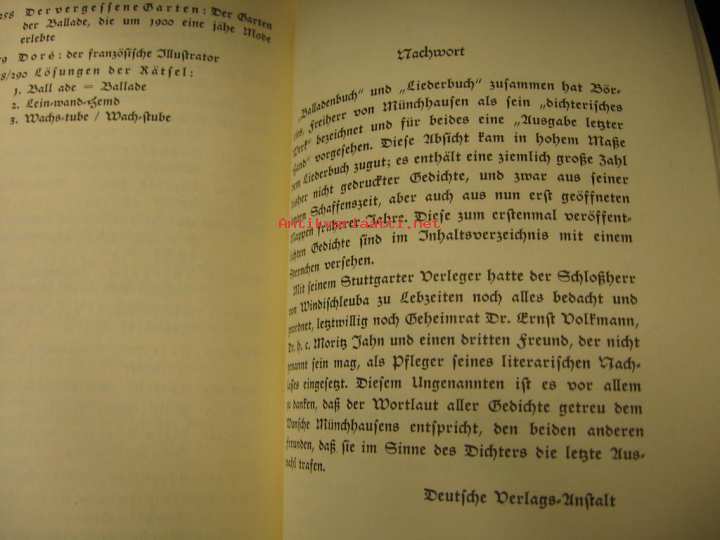 258 Der vergessene Garten: Der Garten
der Ballade, die um 1900 eine jähe Mode
erlebte
9 Doré: der französische Illustrator
8/290 Lösungen der Rätsel:
1. Ball ade = Ballade
2. Lein-wand-Hemd
3. Wachs-tube / Wach-stube
Nachwort
„Balladenbuch“ und „Liederbuch“ zusammen hat Bör-
ries, Freiherr von Münchhausen als sein „dichterisches
Werk“ bezeichnet und für beides eine „Ausgabe letzter
Hand“ vorgesehen. Diese Absicht kam in hohem Maße
dem Liederbuch zugut; es enthält eine ziemlich große Zahl
bisher nicht gedruckter Gedichte, und zwar aus seiner
Schaffenszeit, aber auch aus nun erst geöffneten
Mappen früherer Jahre. Diese zum erstenmal veröffent-
lichten Gedichte sind im Inhaltsverzeichnis mit einem
Sternchen versehen.
Mit seinem Stuttgarter Verleger hatte der Schloßherr
von Windischleuba zu Lebzeiten noch alles bedacht und
geordnet, letztwillig noch Geheimrat Dr. Ernst Volkmann,
Dr. h. c. Moritz Jahn und einen dritten Freund, der nicht
genannt sein mag, als Pfleger seines literarischen Nach-
lasses eingesetzt. Diesem Ungenannten ist es vor allem
zu danken, daß der Wortlaut aller Gedichte getreu dem
Wunsche Münchhausens entspricht, den beiden anderen
Freunden, daß sie im Sinne des Dichters die letzte Aus-
wahl trafen.
Deutsche Verlags-Anstalt